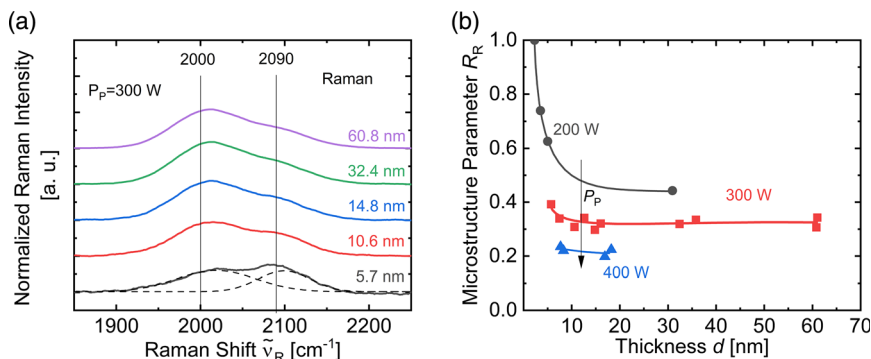 (a)
2000 2090
P_P=300 W
Raman
60.8 nm
32.4 nm
14.8 nm
10.6 nm
5.7 nm
Normalized Raman Intensity
[a. u.]
1900 2000 2100 2200
Raman Shift ν̃_R [cm⁻¹]
(b)
1.0
0.8
0.6
0.4
0.2
0.0
Microstructure Parameter R_R
200 W
P_P
300 W
400 W
10 20 30 40 50 60 70
Thickness d [nm]